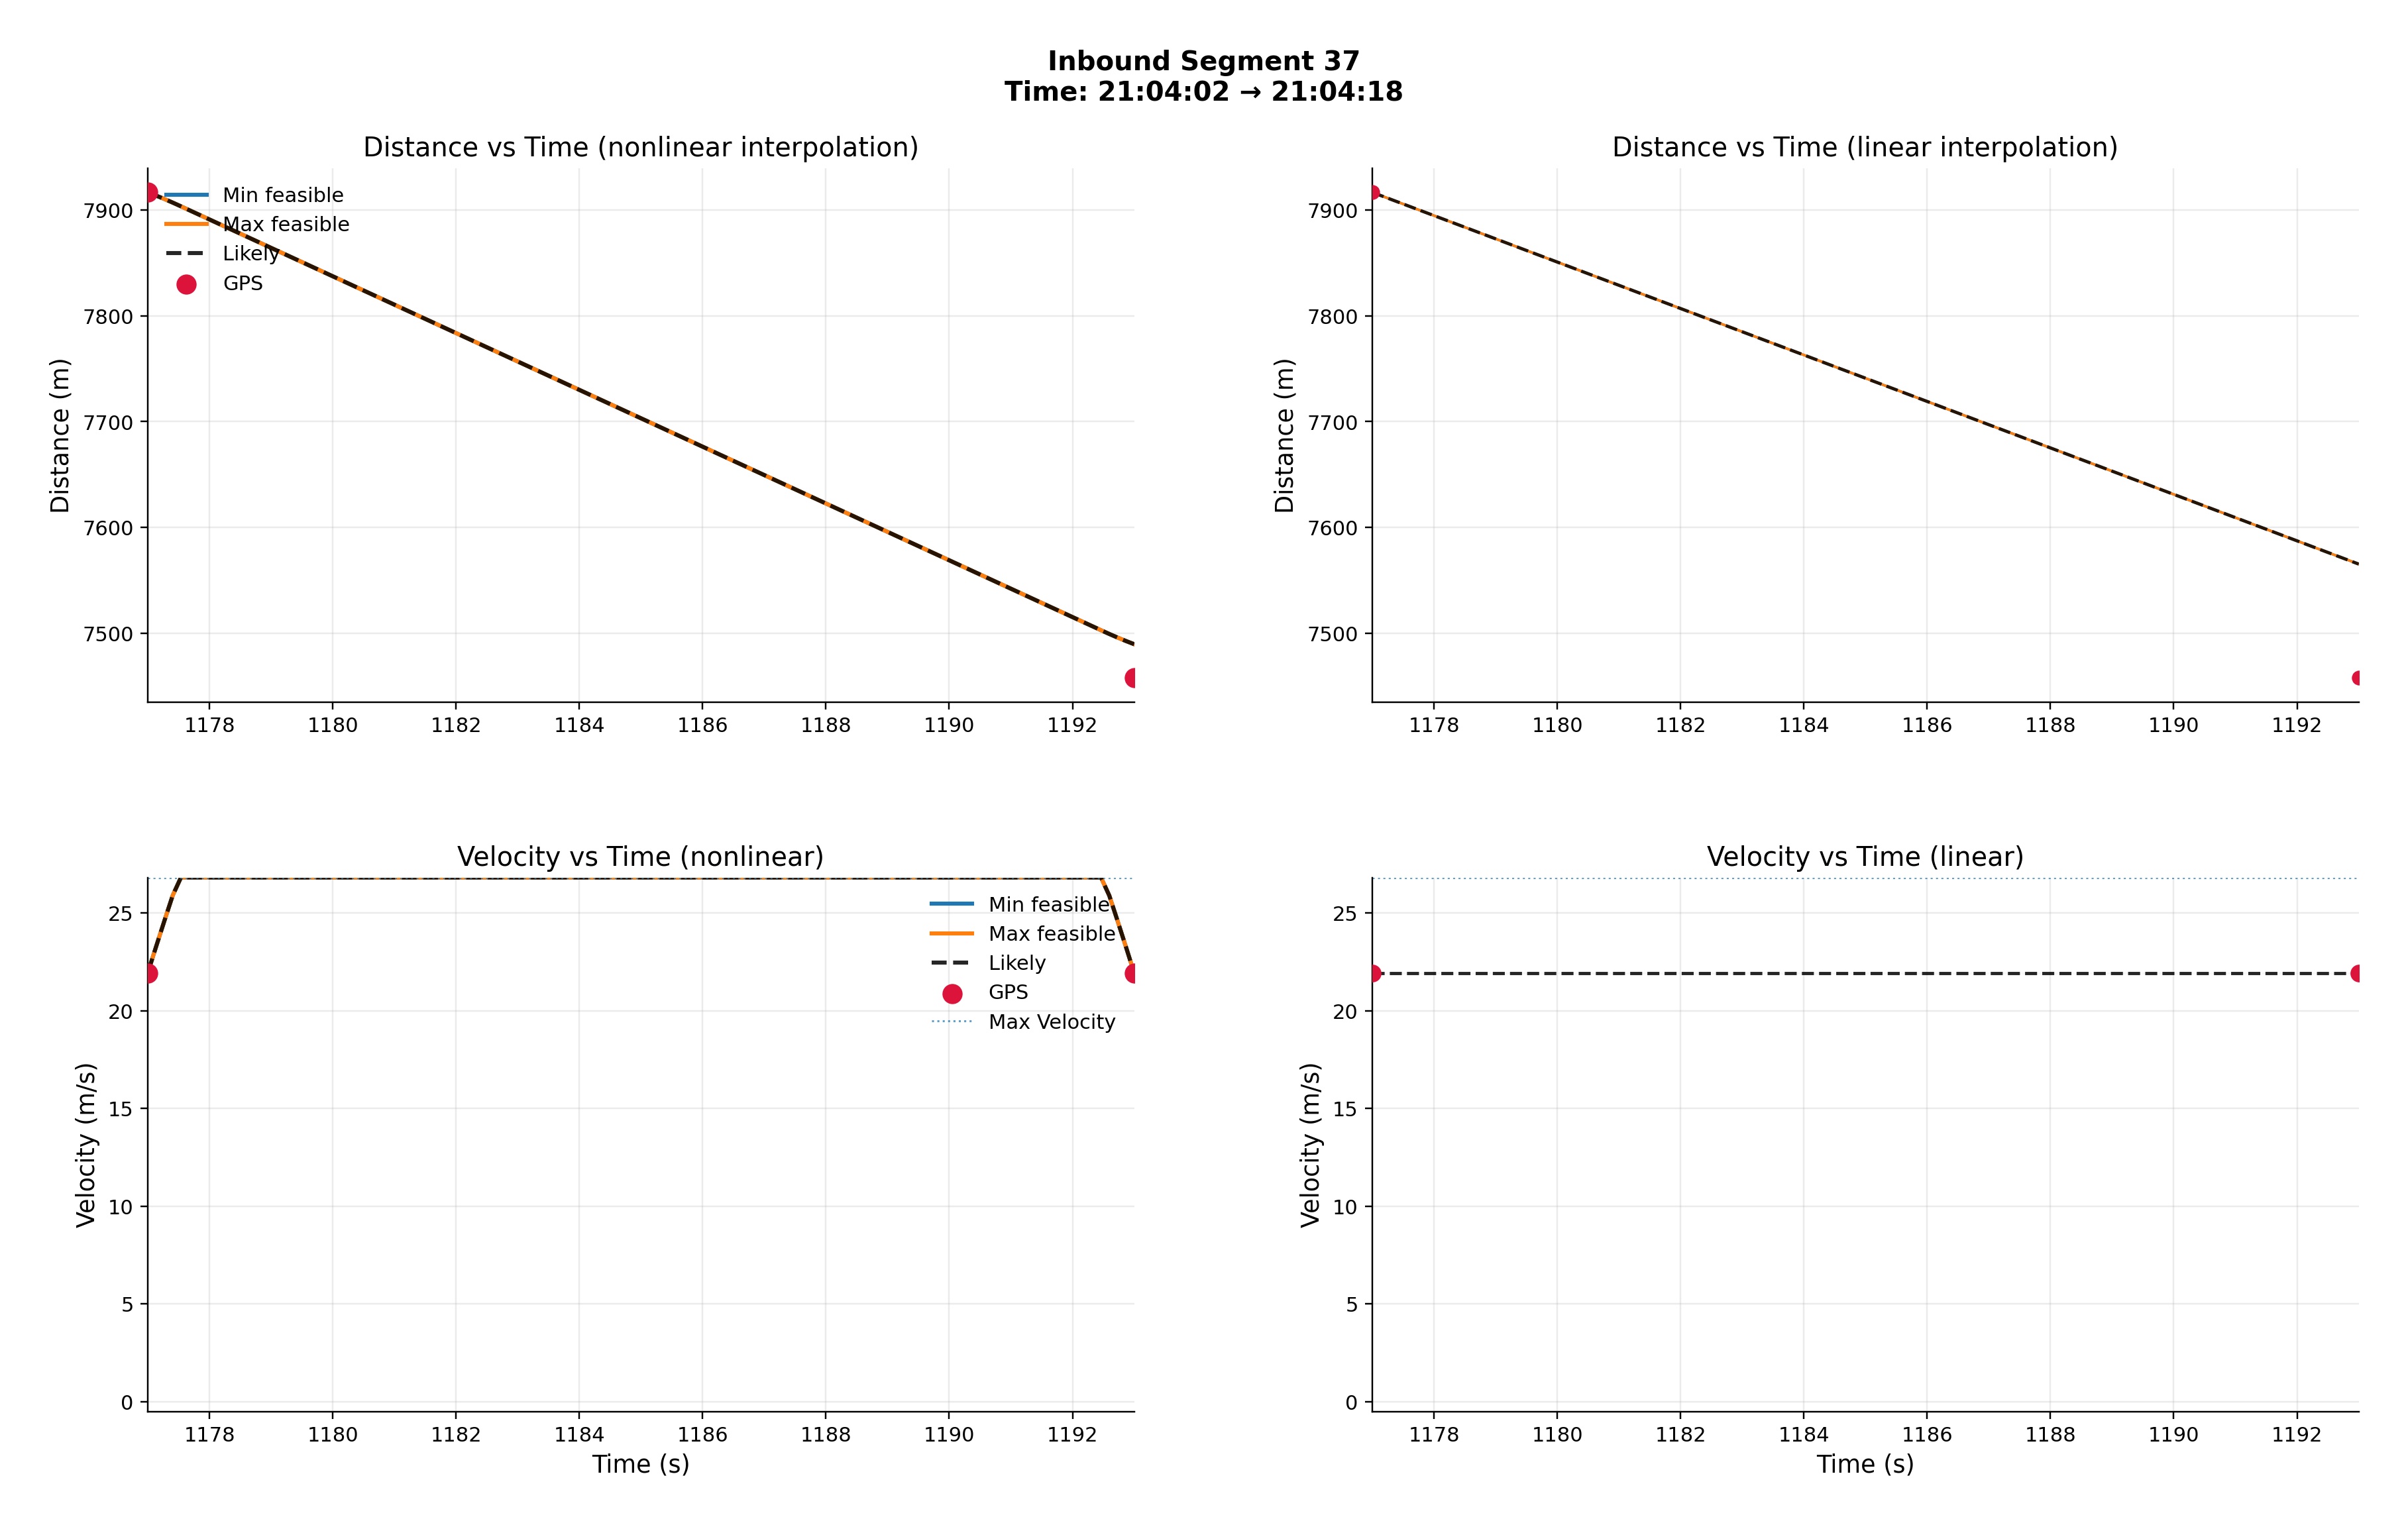 Inbound Segment 37
Time: 21:04:02 → 21:04:18
Distance vs Time (nonlinear interpolation)
Distance (m)
7900
7800
7700
7600
7500
Min feasible
Max feasible
Likely
GPS
1178 1180 1182 1184 1186 1188 1190 1192
Distance vs Time (linear interpolation)
Distance (m)
7900
7800
7700
7600
7500
1178 1180 1182 1184 1186 1188 1190 1192
Velocity vs Time (nonlinear)
Velocity (m/s)
25
20
15
10
5
0
Min feasible
Max feasible
Likely
GPS
Max Velocity
1178 1180 1182 1184 1186 1188 1190 1192
Time (s)
Velocity vs Time (linear)
Velocity (m/s)
25
20
15
10
5
0
1178 1180 1182 1184 1186 1188 1190 1192
Time (s)